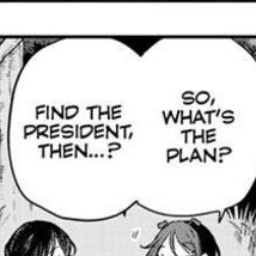 SO,
WHAT'S
THE
PLAN?
FIND THE
PRESIDENT,
THEN...?